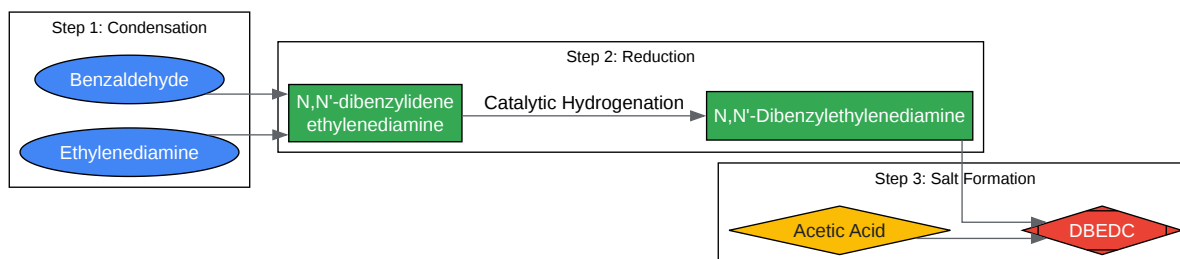 Step 1: Condensation
Benzaldehyde
Ethylenediamine
Step 2: Reduction
N,N'-dibenzylidene
ethylenediamine
Catalytic Hydrogenation
N,N'-Dibenzylethylenediamine
Step 3: Salt Formation
Acetic Acid
DBEDC